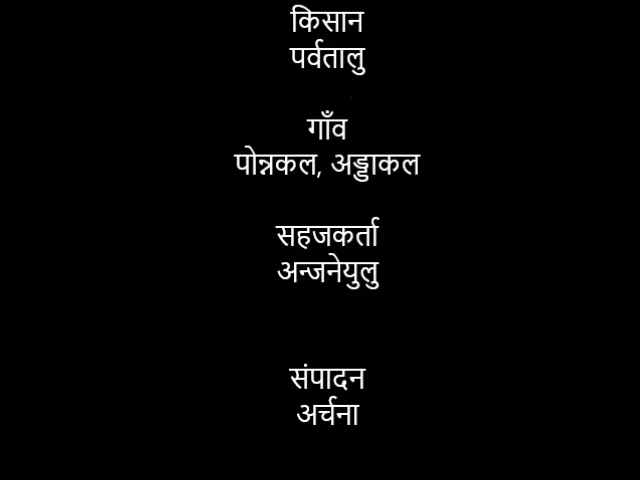 किसान
पर्वतालु
गाँव
पोन्नकल, अड्डाकल
सहजकर्ता
अन्जनेयुलु
संपादन
अर्चना